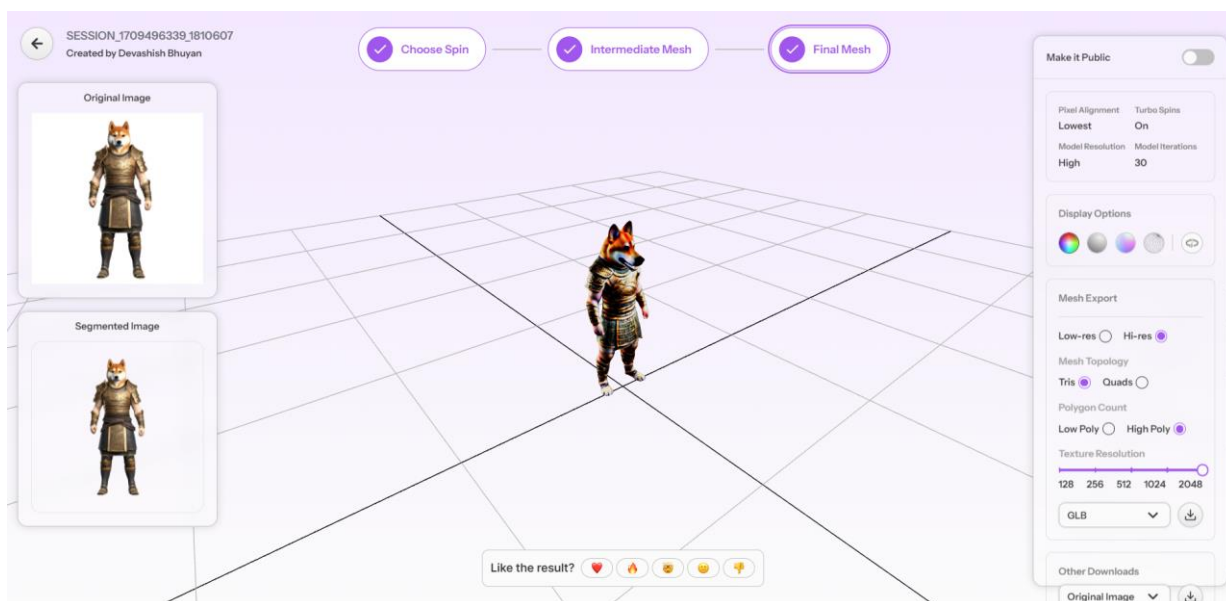 SESSION_1709496339_1810607
Created by Devashish Bhuyan
Choose Spin
Intermediate Mesh
Final Mesh
Original Image
Segmented Image
Like the result?
Make it Public
Pixel Alignment Turbo Spins
Lowest On
Model Resolution Model Iterations
High 30
Display Options
Mesh Export
Low-res Hi-res
Mesh Topology
Tris Quads
Polygon Count
Low Poly High Poly
Texture Resolution
128 256 512 1024 2048
GLB
Other Downloads
Original Image